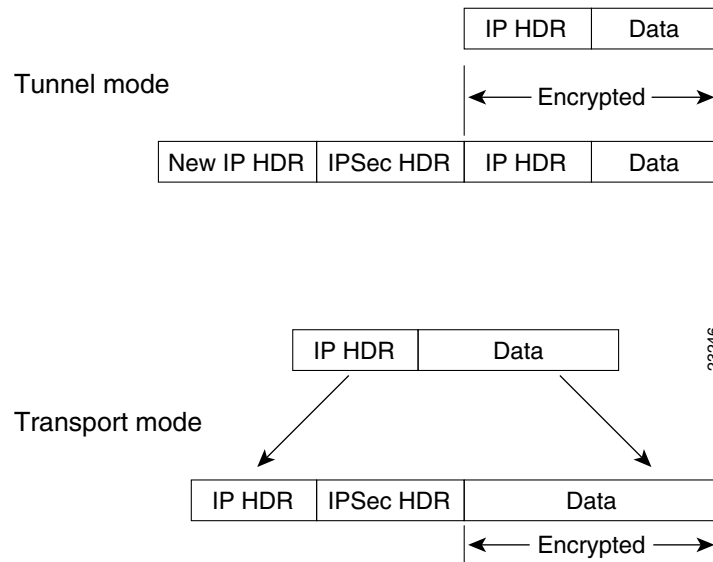 IP HDR Data
Tunnel mode
Encrypted
New IP HDR IPSec HDR IP HDR Data
IP HDR Data
23246
Transport mode
IP HDR IPSec HDR Data
Encrypted